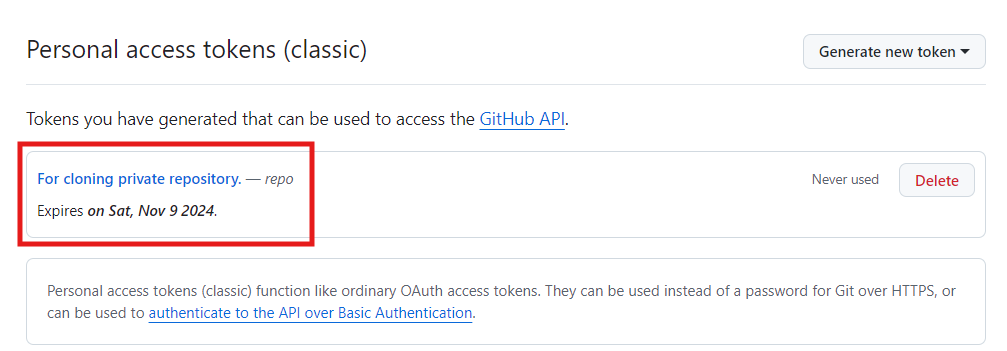 Personal access tokens (classic)
Generate new token
Tokens you have generated that can be used to access the GitHub API.
For cloning private repository. — repo
Never used
Delete
Expires on Sat, Nov 9 2024.
Personal access tokens (classic) function like ordinary OAuth access tokens. They can be used instead of a password for Git over HTTPS, or
can be used to authenticate to the API over Basic Authentication.